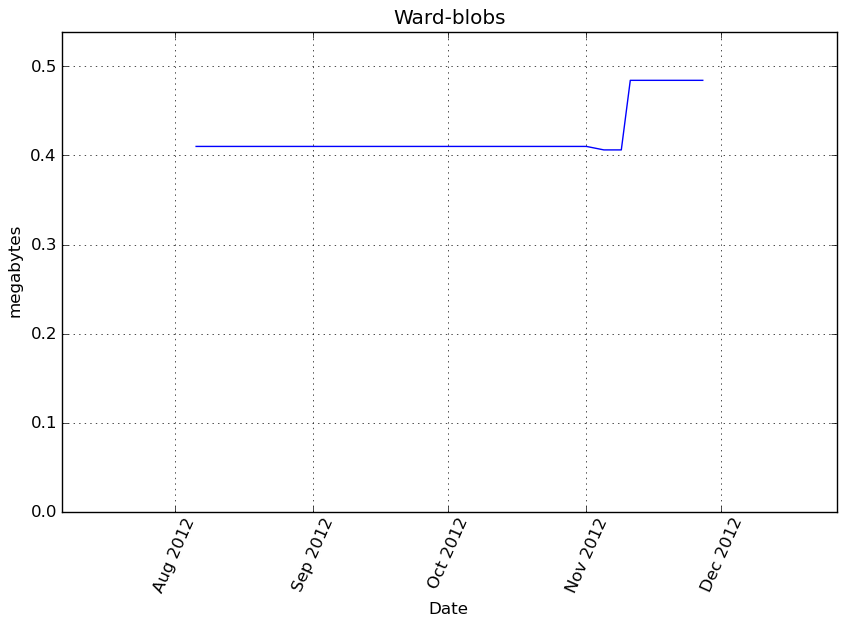 Ward-blobs
0.5
0.4
0.3
0.2
0.1
0.0
megabytes
Aug 2012
Sep 2012
Oct 2012
Nov 2012
Dec 2012
Date